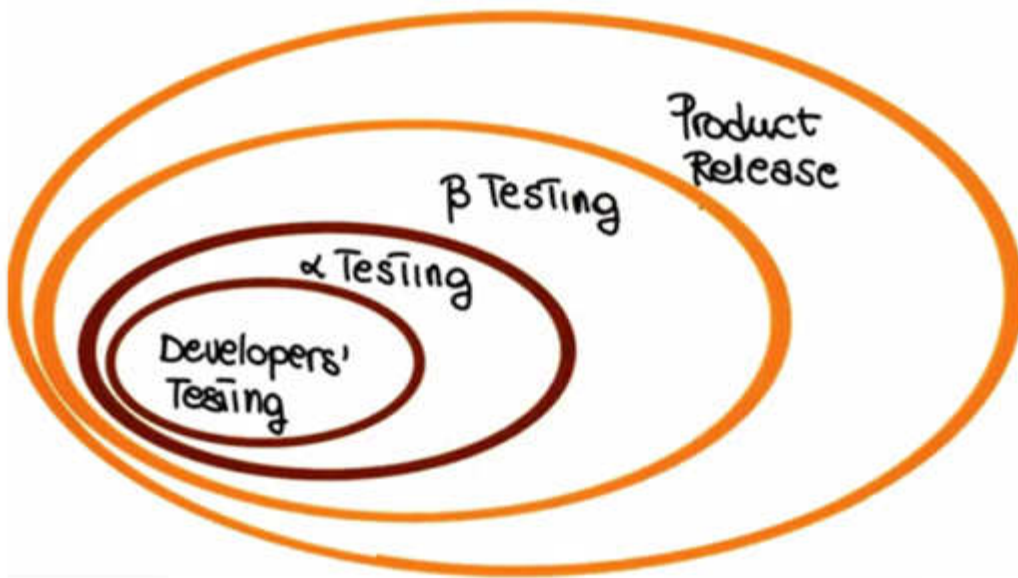 Product
Release
β Testing
α Testing
Developers'
Testing